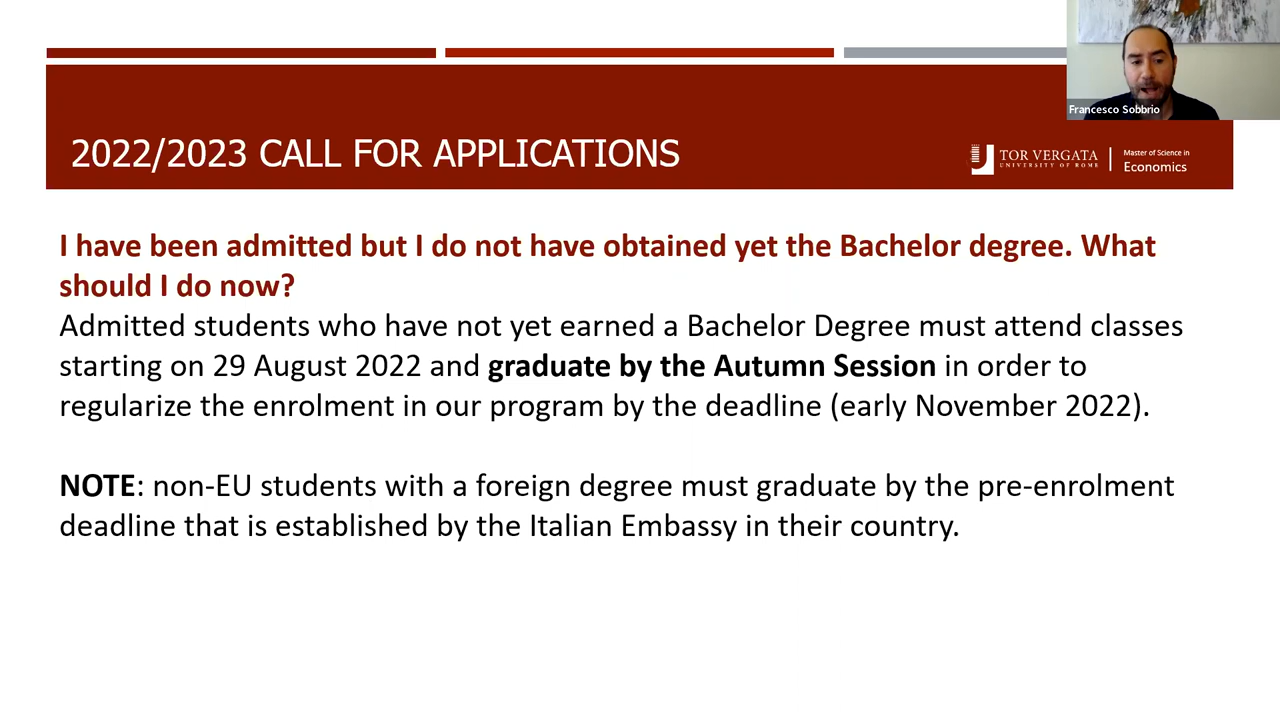 Francesco Sobbrio
2022/2023 CALL FOR APPLICATIONS
TOR VERGATA
UNIVERSITY OF ROME
Master of Science in
Economics
I have been admitted but I do not have obtained yet the Bachelor degree. What
should I do now?
Admitted students who have not yet earned a Bachelor Degree must attend classes
starting on 29 August 2022 and graduate by the Autumn Session in order to
regularize the enrolment in our program by the deadline (early November 2022).
NOTE: non-EU students with a foreign degree must graduate by the pre-enrolment
deadline that is established by the Italian Embassy in their country.